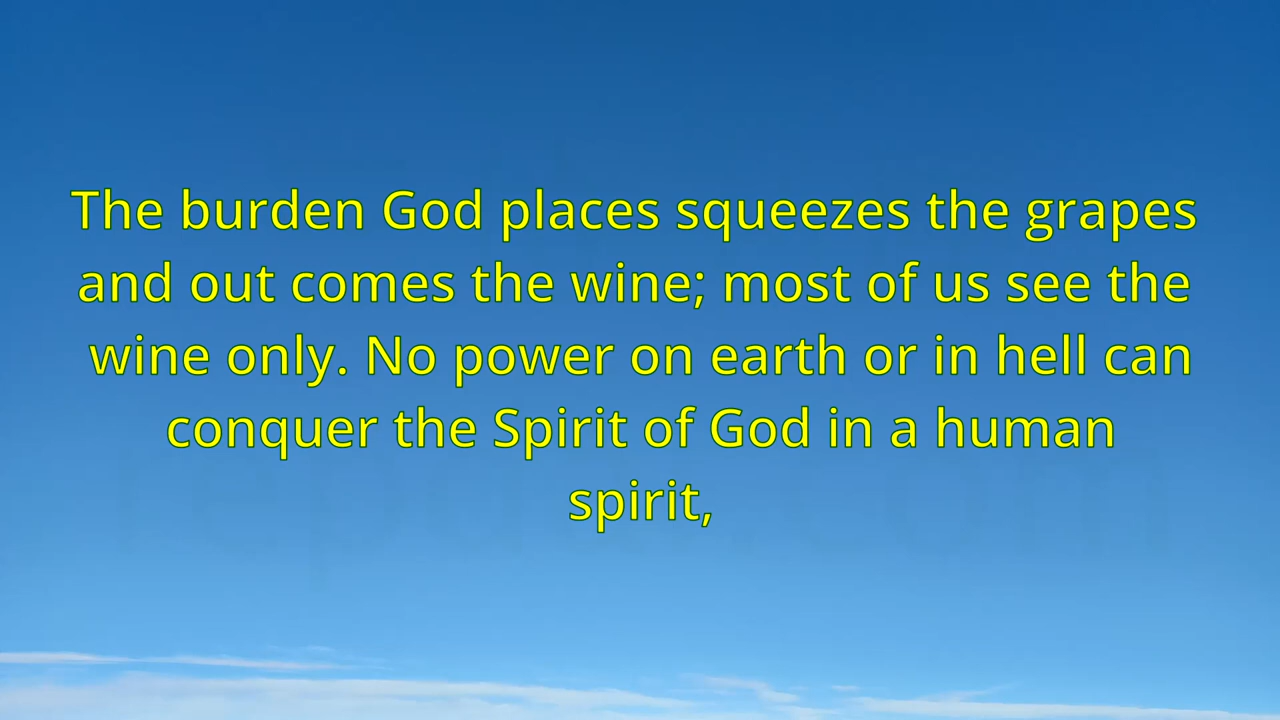 The burden God places squeezes the grapes
and out comes the wine; most of us see the
wine only. No power on earth or in hell can
conquer the Spirit of God in a human
spirit,